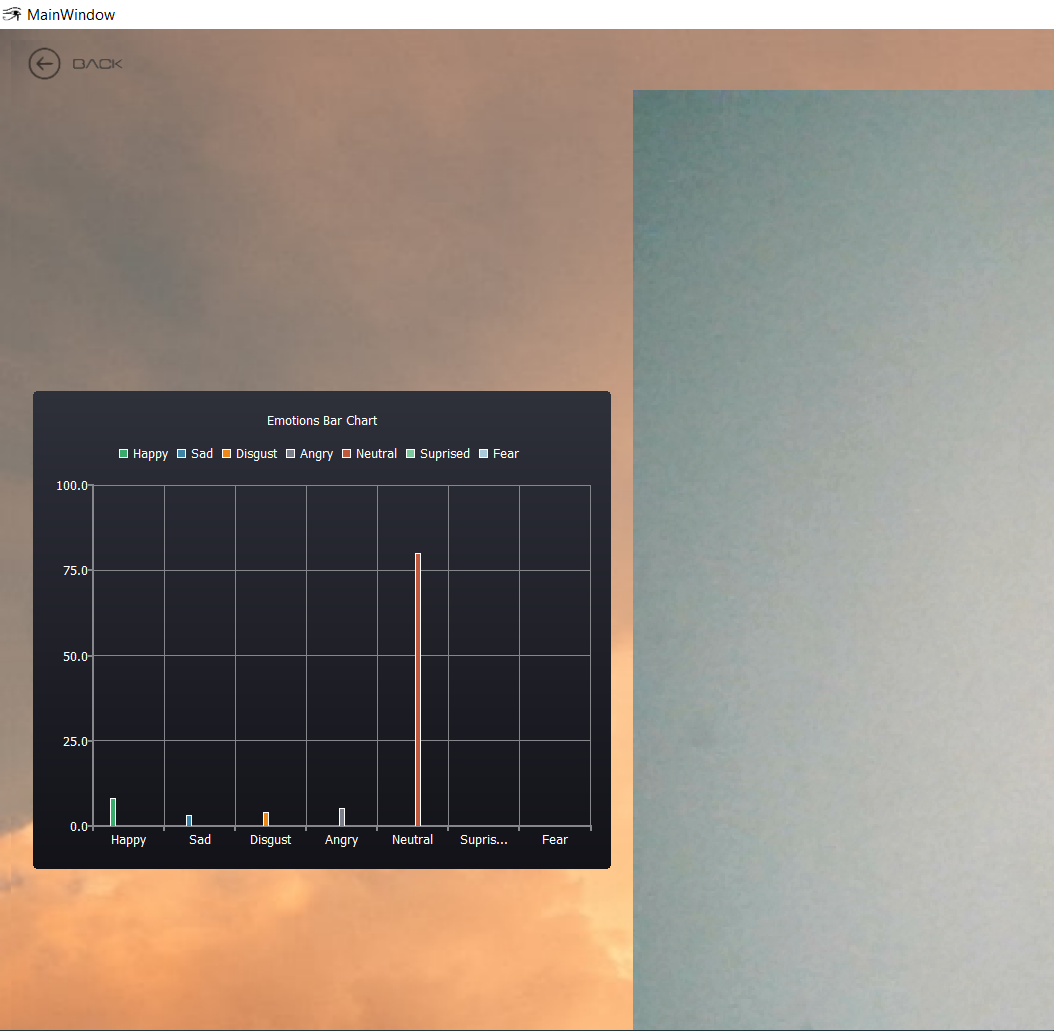 MainWindow
BACK
Emotions Bar Chart
Happy Sad Disgust Angry Neutral Suprised Fear
100.0
75.0
50.0
25.0
0.0
Happy Sad Disgust Angry Neutral Supris... Fear